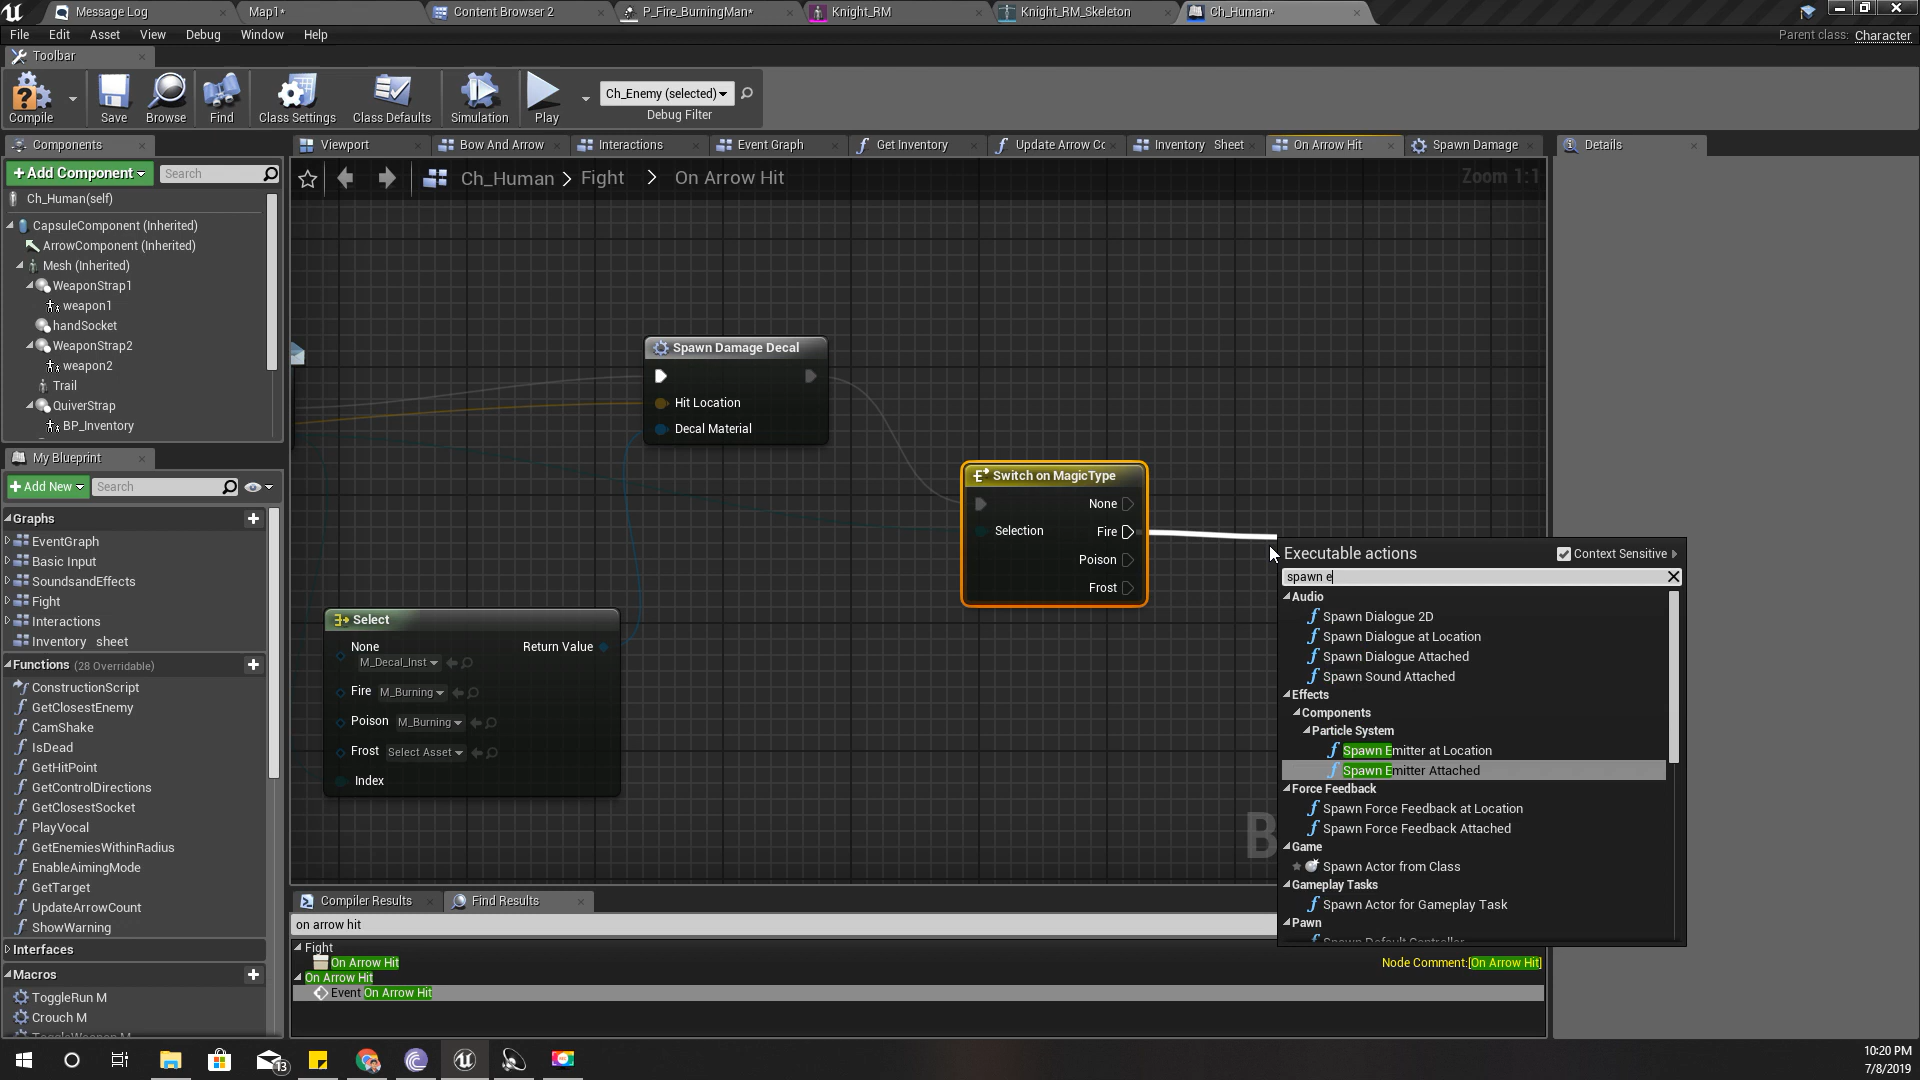 Message Log
Map1*
Content Browser 2
P_Fire_BurningMan*
Knight_RM
Knight_RM_Skeleton
Ch_Human*
File Edit Asset View Debug Window Help
Parent class: Character
Toolbar
Compile
Save
Browse
Find
Class Settings
Class Defaults
Simulation
Play
Ch_Enemy (selected)
Debug Filter
Components
+ Add Component
Search
Ch_Human(self)
CapsuleComponent (Inherited)
ArrowComponent (Inherited)
Mesh (Inherited)
WeaponStrap1
weapon1
handSocket
WeaponStrap2
weapon2
Trail
QuiverStrap
BP_Inventory
My Blueprint
+ Add New
Search
Graphs
EventGraph
Basic Input
SoundsandEffects
Fight
Interactions
Inventory sheet
Functions (28 Overridable)
ConstructionScript
GetClosestEnemy
CamShake
IsDead
GetHitPoint
GetControlDirections
GetClosestSocket
PlayVocal
GetEnemiesWithinRadius
EnableAimingMode
GetTarget
UpdateArrowCount
ShowWarning
Interfaces
Macros
ToggleRun M
Crouch M
ToggleWeapon M
Viewport
Bow And Arrow
Interactions
Event Graph
Get Inventory
Update Arrow Co
Inventory Sheet
On Arrow Hit
Spawn Damage
Details
Ch_Human > Fight > On Arrow Hit
Zoom 1:1
Spawn Damage Decal
Hit Location
Decal Material
Switch on MagicType
None
Selection Fire
Poison
Frost
Select
None Return Value
M_Decal_Inst
Fire M_Burning
Poison M_Burning
Frost Select Asset
Index
B
Executable actions
Context Sensitive
spawn e
Audio
Spawn Dialogue 2D
Spawn Dialogue at Location
Spawn Dialogue Attached
Spawn Sound Attached
Effects
Components
Particle System
Spawn Emitter at Location
Spawn Emitter Attached
Force Feedback
Spawn Force Feedback at Location
Spawn Force Feedback Attached
Game
Spawn Actor from Class
Gameplay Tasks
Spawn Actor for Gameplay Task
Pawn
Spawn Default Controller
Compiler Results
Find Results
on arrow hit
Fight
On Arrow Hit
Node Comment:[On Arrow Hit]
On Arrow Hit
Event On Arrow Hit
13
10:20 PM
7/8/2019